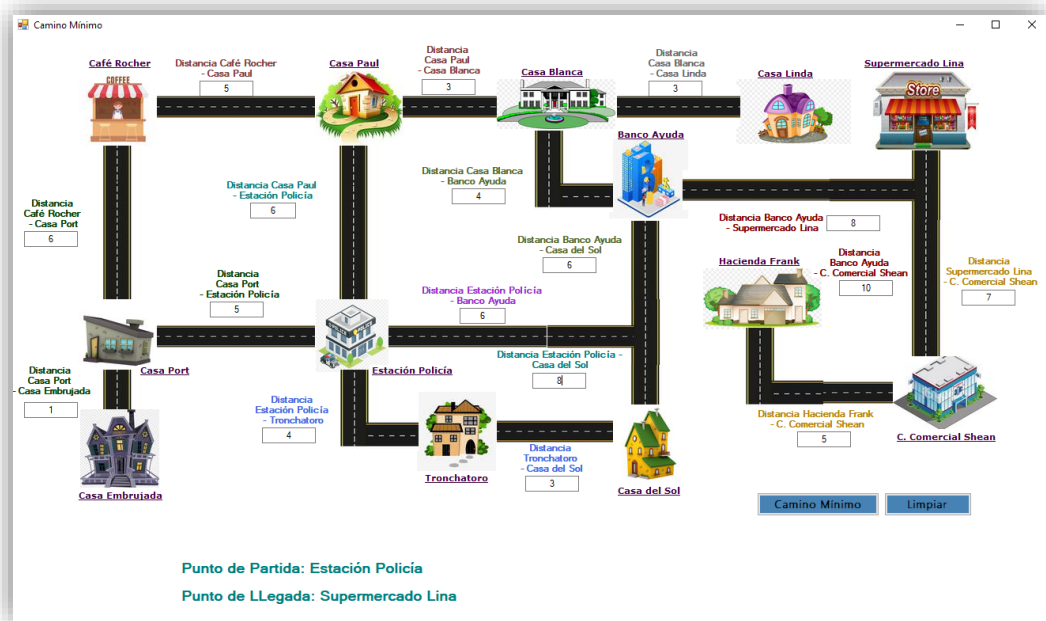 Camino Mínimo
Café Rocher
Distancia Café Rocher
- Casa Paul
5
Casa Paul
Distancia
Casa Paul
- Casa Blanca
3
Casa Blanca
Distancia
Casa Blanca
- Casa Linda
3
Casa Linda
Supermercado Lina
COFFEE
Store
Banco Ayuda
Distancia Casa Blanca
- Banco Ayuda
4
Distancia Casa Paul
- Estación Policía
6
Distancia
Café Rocher
- Casa Port
6
Distancia Banco Ayuda
- Supermercado Lina
8
Distancia Banco Ayuda
- Casa del Sol
6
Hacienda Frank
Distancia
Banco Ayuda
- C. Comercial Shean
10
Distancia
Supermercado Lina
- C. Comercial Shean
7
Distancia
Casa Port
- Estación Policía
5
Distancia Estación Policía
- Banco Ayuda
6
Distancia Estación Policía -
Casa del Sol
8
Casa Port
Estación Policía
Distancia
Casa Port
- Casa Embrujada
1
Distancia
Estación Policía
- Tronchatoro
4
Distancia Hacienda Frank
- C. Comercial Shean
5
C. Comercial Shean
Distancia
Tronchatoro
- Casa del Sol
3
Tronchatoro
Casa del Sol
Casa Embrujada
Camino Mínimo
Limpiar
Punto de Partida: Estación Policía
Punto de LLegada: Supermercado Lina